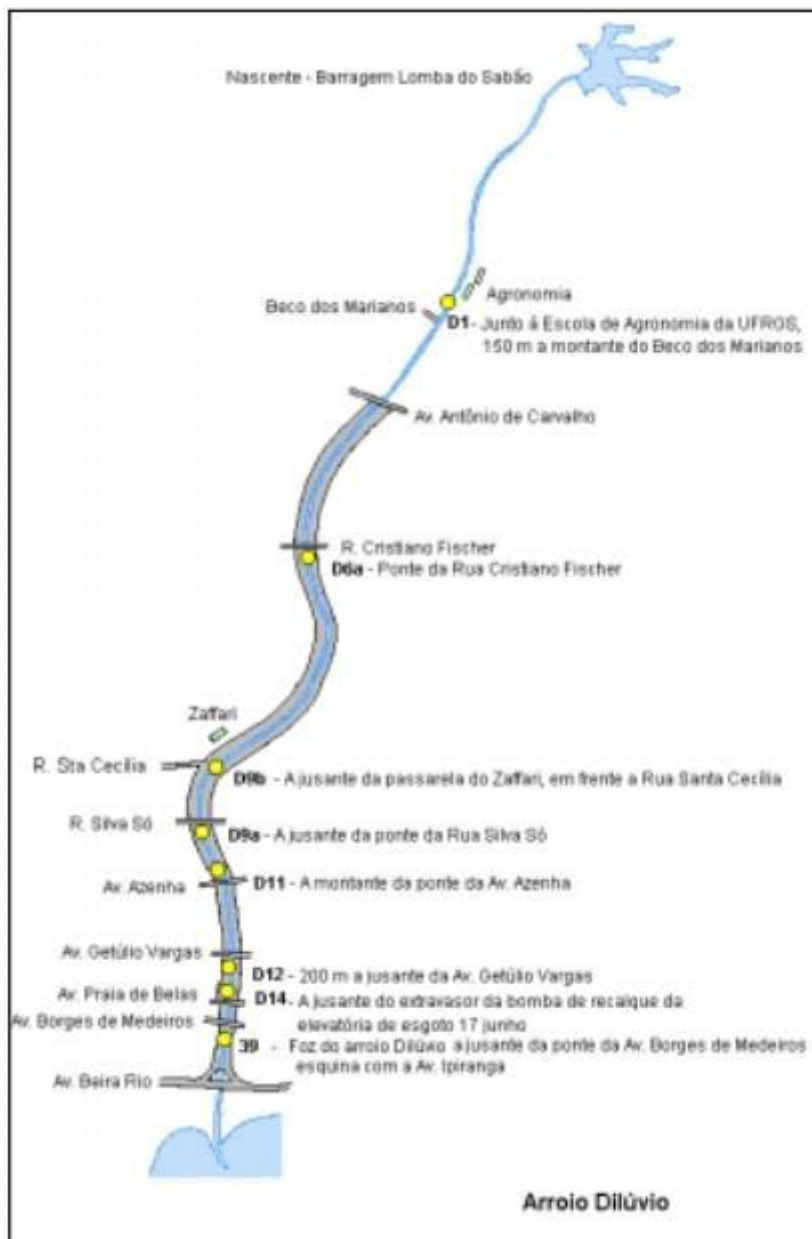 Nascente - Barragem Lomba do Sabão
Agronomia
Beco dos Marianos
D1 - Junto á Escola de Agronomia da UFRGS,
150 m a montante do Beco dos Marianos
Av. Antônio de Carvalho
R. Cristiano Fischer
D6a - Ponte da Rua Cristiano Fischer
Zaffari
R. Sta Cecília
D9b - A jusante da passarela do Zaffari, em frente a Rua Santa Cecília
R. Silva Só
D9a - A jusante da ponte da Rua Silva Só
Av. Azenha
D11 - A montante da ponte da Av. Azenha
Av. Getúlio Vargas
D12 - 200 m a jusante da Av. Getúlio Vargas
Av. Praia de Belas
D14 - A jusante do extravasor da bomba de recalque da
elevatória de esgoto 17 junho
Av. Borges de Medeiros
39 - Foz do arroio Dilúvio a jusante da ponte da Av. Borges de Medeiros
esquina com a Av. Ipiranga
Av. Beira Rio
Arroio Dilúvio